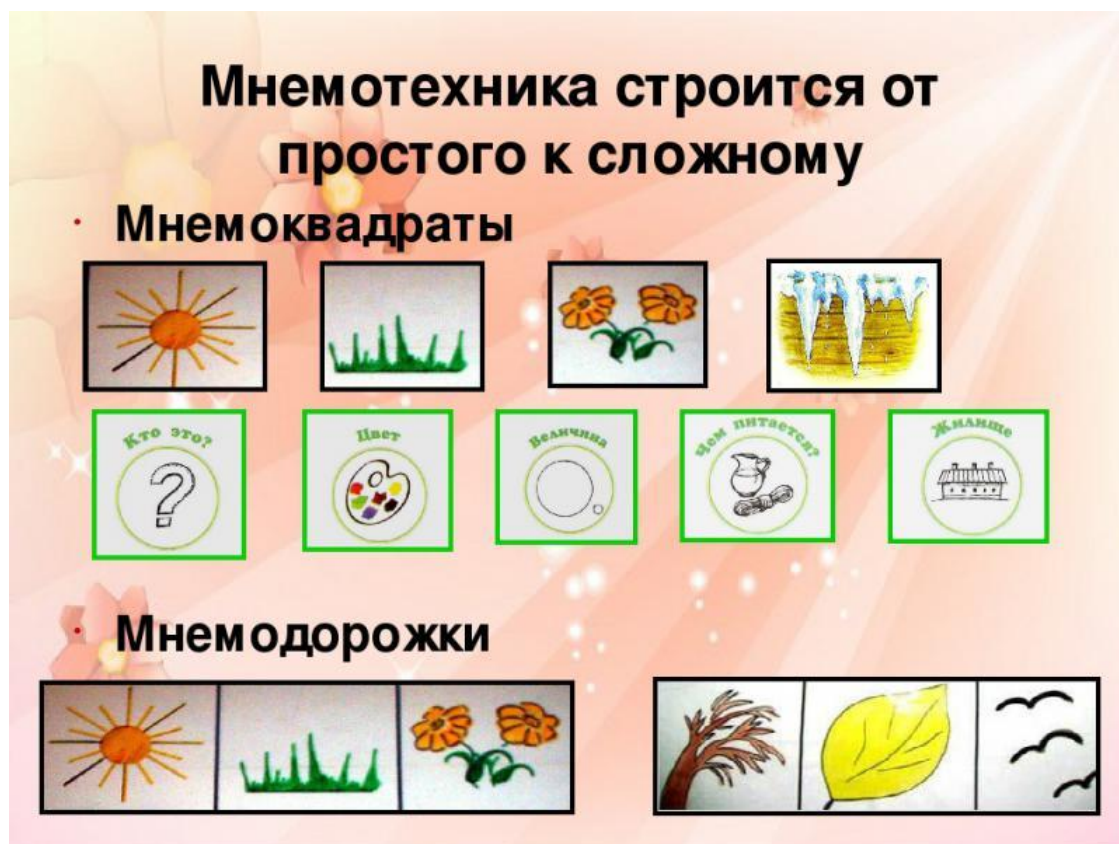 Мнемотехника строится от
простого к сложному
Мнемоквадраты
Кто это?
Цвет
Величина
Чем питается?
Жилище
Мнемодорожки